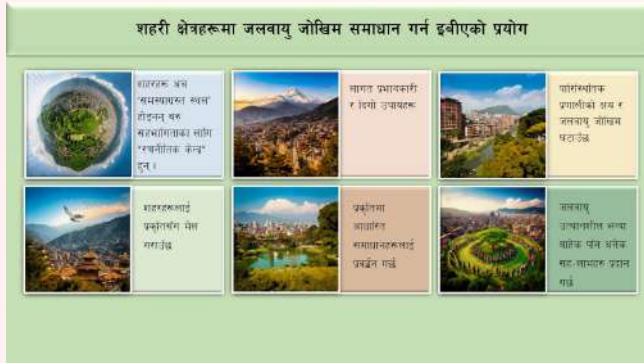 शहरी क्षेत्रहरूमा जलवायु जोखिम समाधान गर्न इबीएको प्रयोग
शहरहरू अब
"समस्याग्रस्त स्थल"
होइनन् बरु
सहभागिताका लागि
"रणनीतिक केन्द्र"
हुन् ।
लागत प्रभावकारी
र दिगो उपायहरू
पारिस्थितिक
प्रणालीको क्षय र
जलवायु जोखिम
घटाउँछ
शहरहरूलाई
प्रकृतिसँग मेल
गराउँछ
प्रकृतिमा
आधारित
समाधानहरूलाई
प्रवर्द्धन गर्छ
जलवायु
उत्थानशील भन्दा
बाहेक पनि अनेक
सह-लाभहरु प्रदान
गर्छ